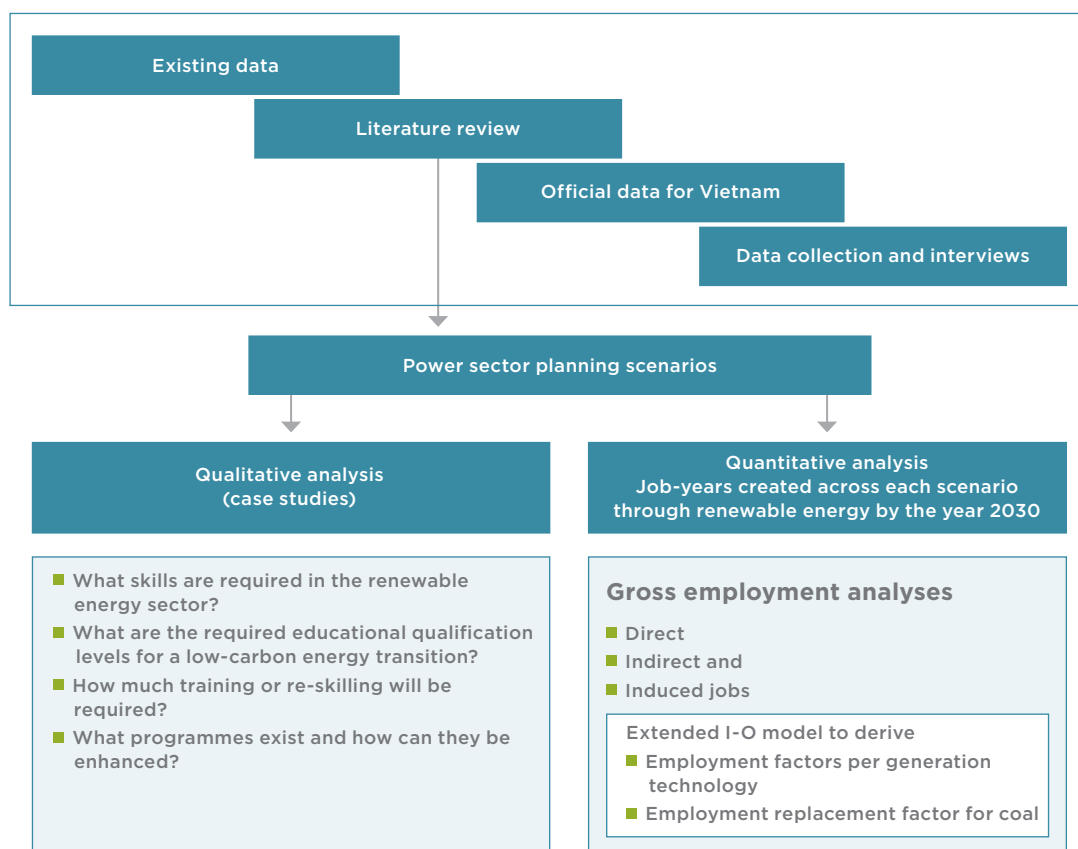 Existing data
Literature review
Official data for Vietnam
Data collection and interviews
Power sector planning scenarios
Qualitative analysis
(case studies)
What skills are required in the renewable
energy sector?
What are the required educational qualification
levels for a low-carbon energy transition?
How much training or re-skilling will be
required?
What programmes exist and how can they be
enhanced?
Quantitative analysis
Job-years created across each scenario
through renewable energy by the year 2030
Gross employment analyses
Direct
Indirect and
Induced jobs
Extended I-O model to derive
Employment factors per generation
technology
Employment replacement factor for coal